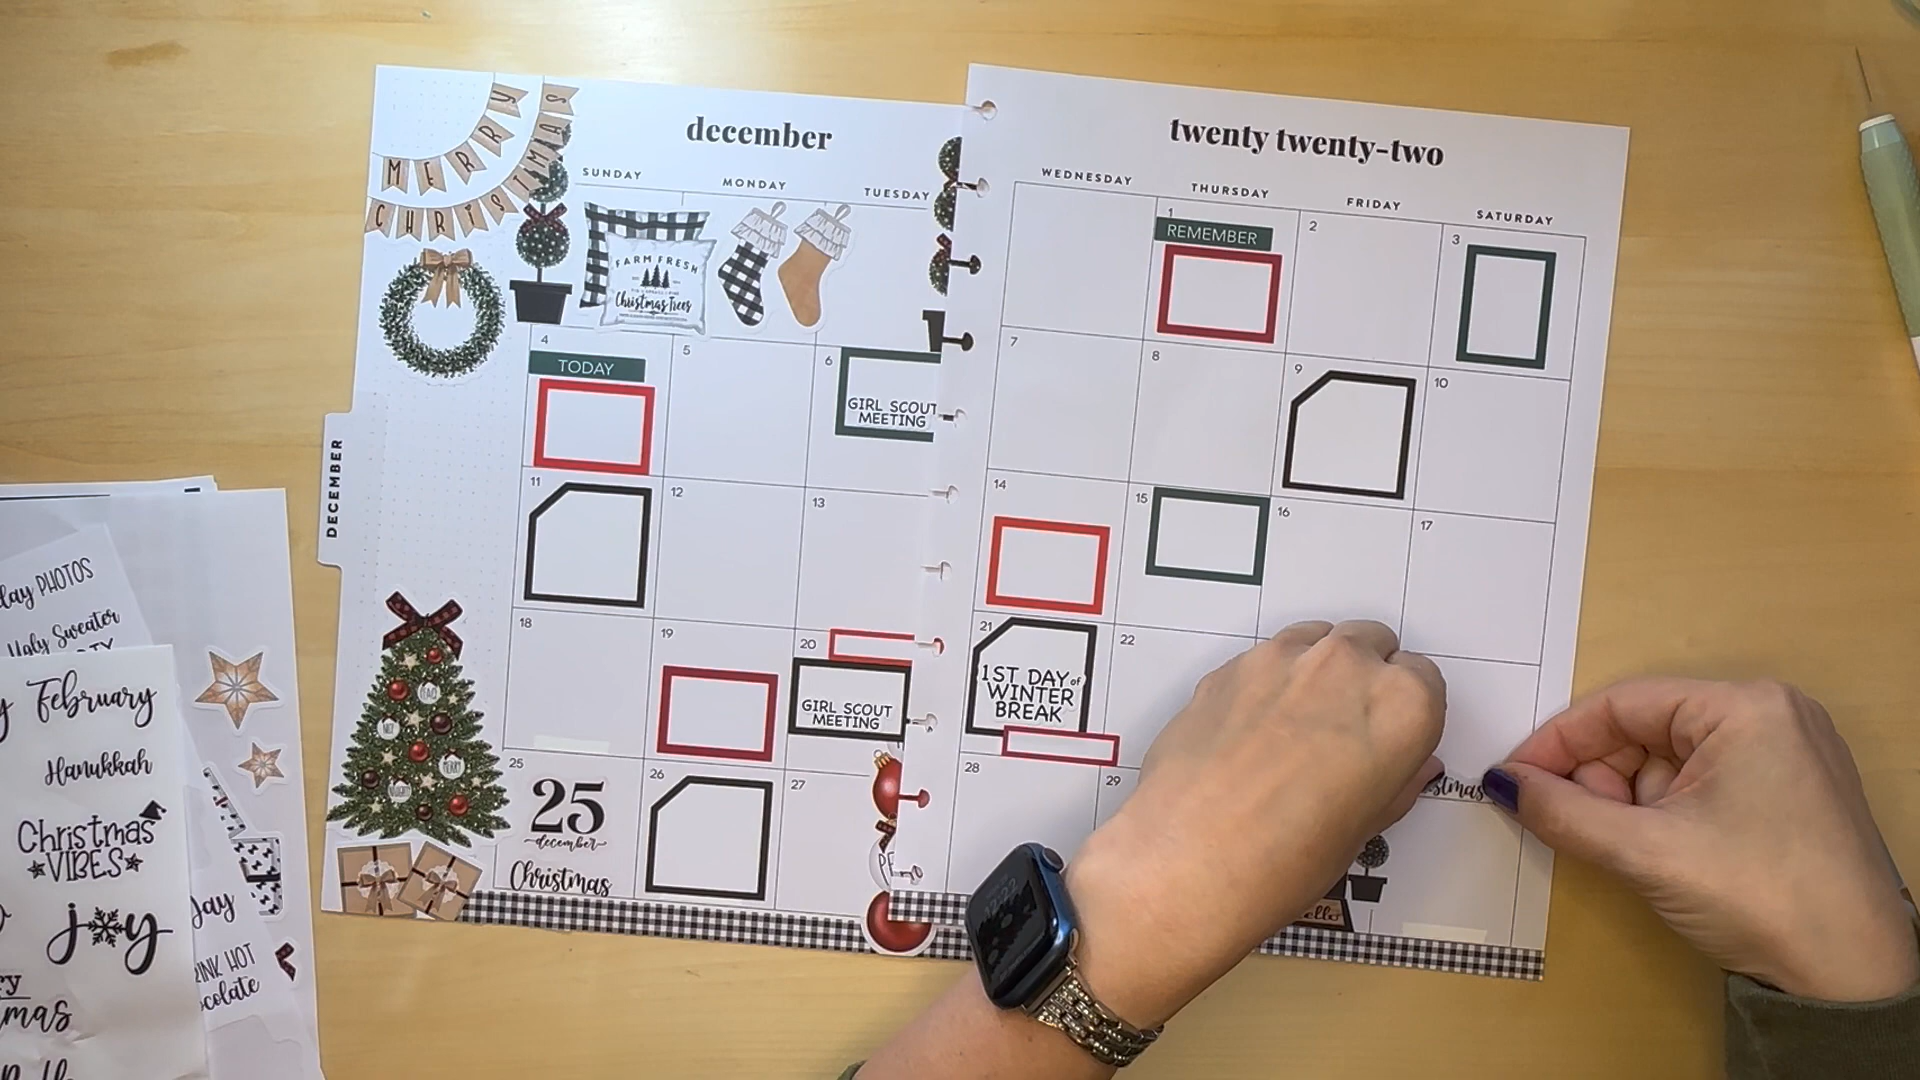 MERRY
CHRISTMAS
december
twenty twenty-two
SUNDAY
MONDAY
TUESDAY
WEDNESDAY
THURSDAY
FRIDAY
SATURDAY
FARM FRESH
Christmas Trees
1
REMEMBER
2
3
4
TODAY
5
6
GIRL SCOUT
MEETING
7
8
9
10
11
12
13
14
15
16
17
18
19
20
GIRL SCOUT
MEETING
21
1ST DAY of
WINTER
BREAK
22
25
25
december
Christmas
26
27
28
29
DECEMBER
PEACE
MERRY
PHOTOS
Ugly Sweater
February
Hanukkah
Christmas
VIBES
joy
HOT